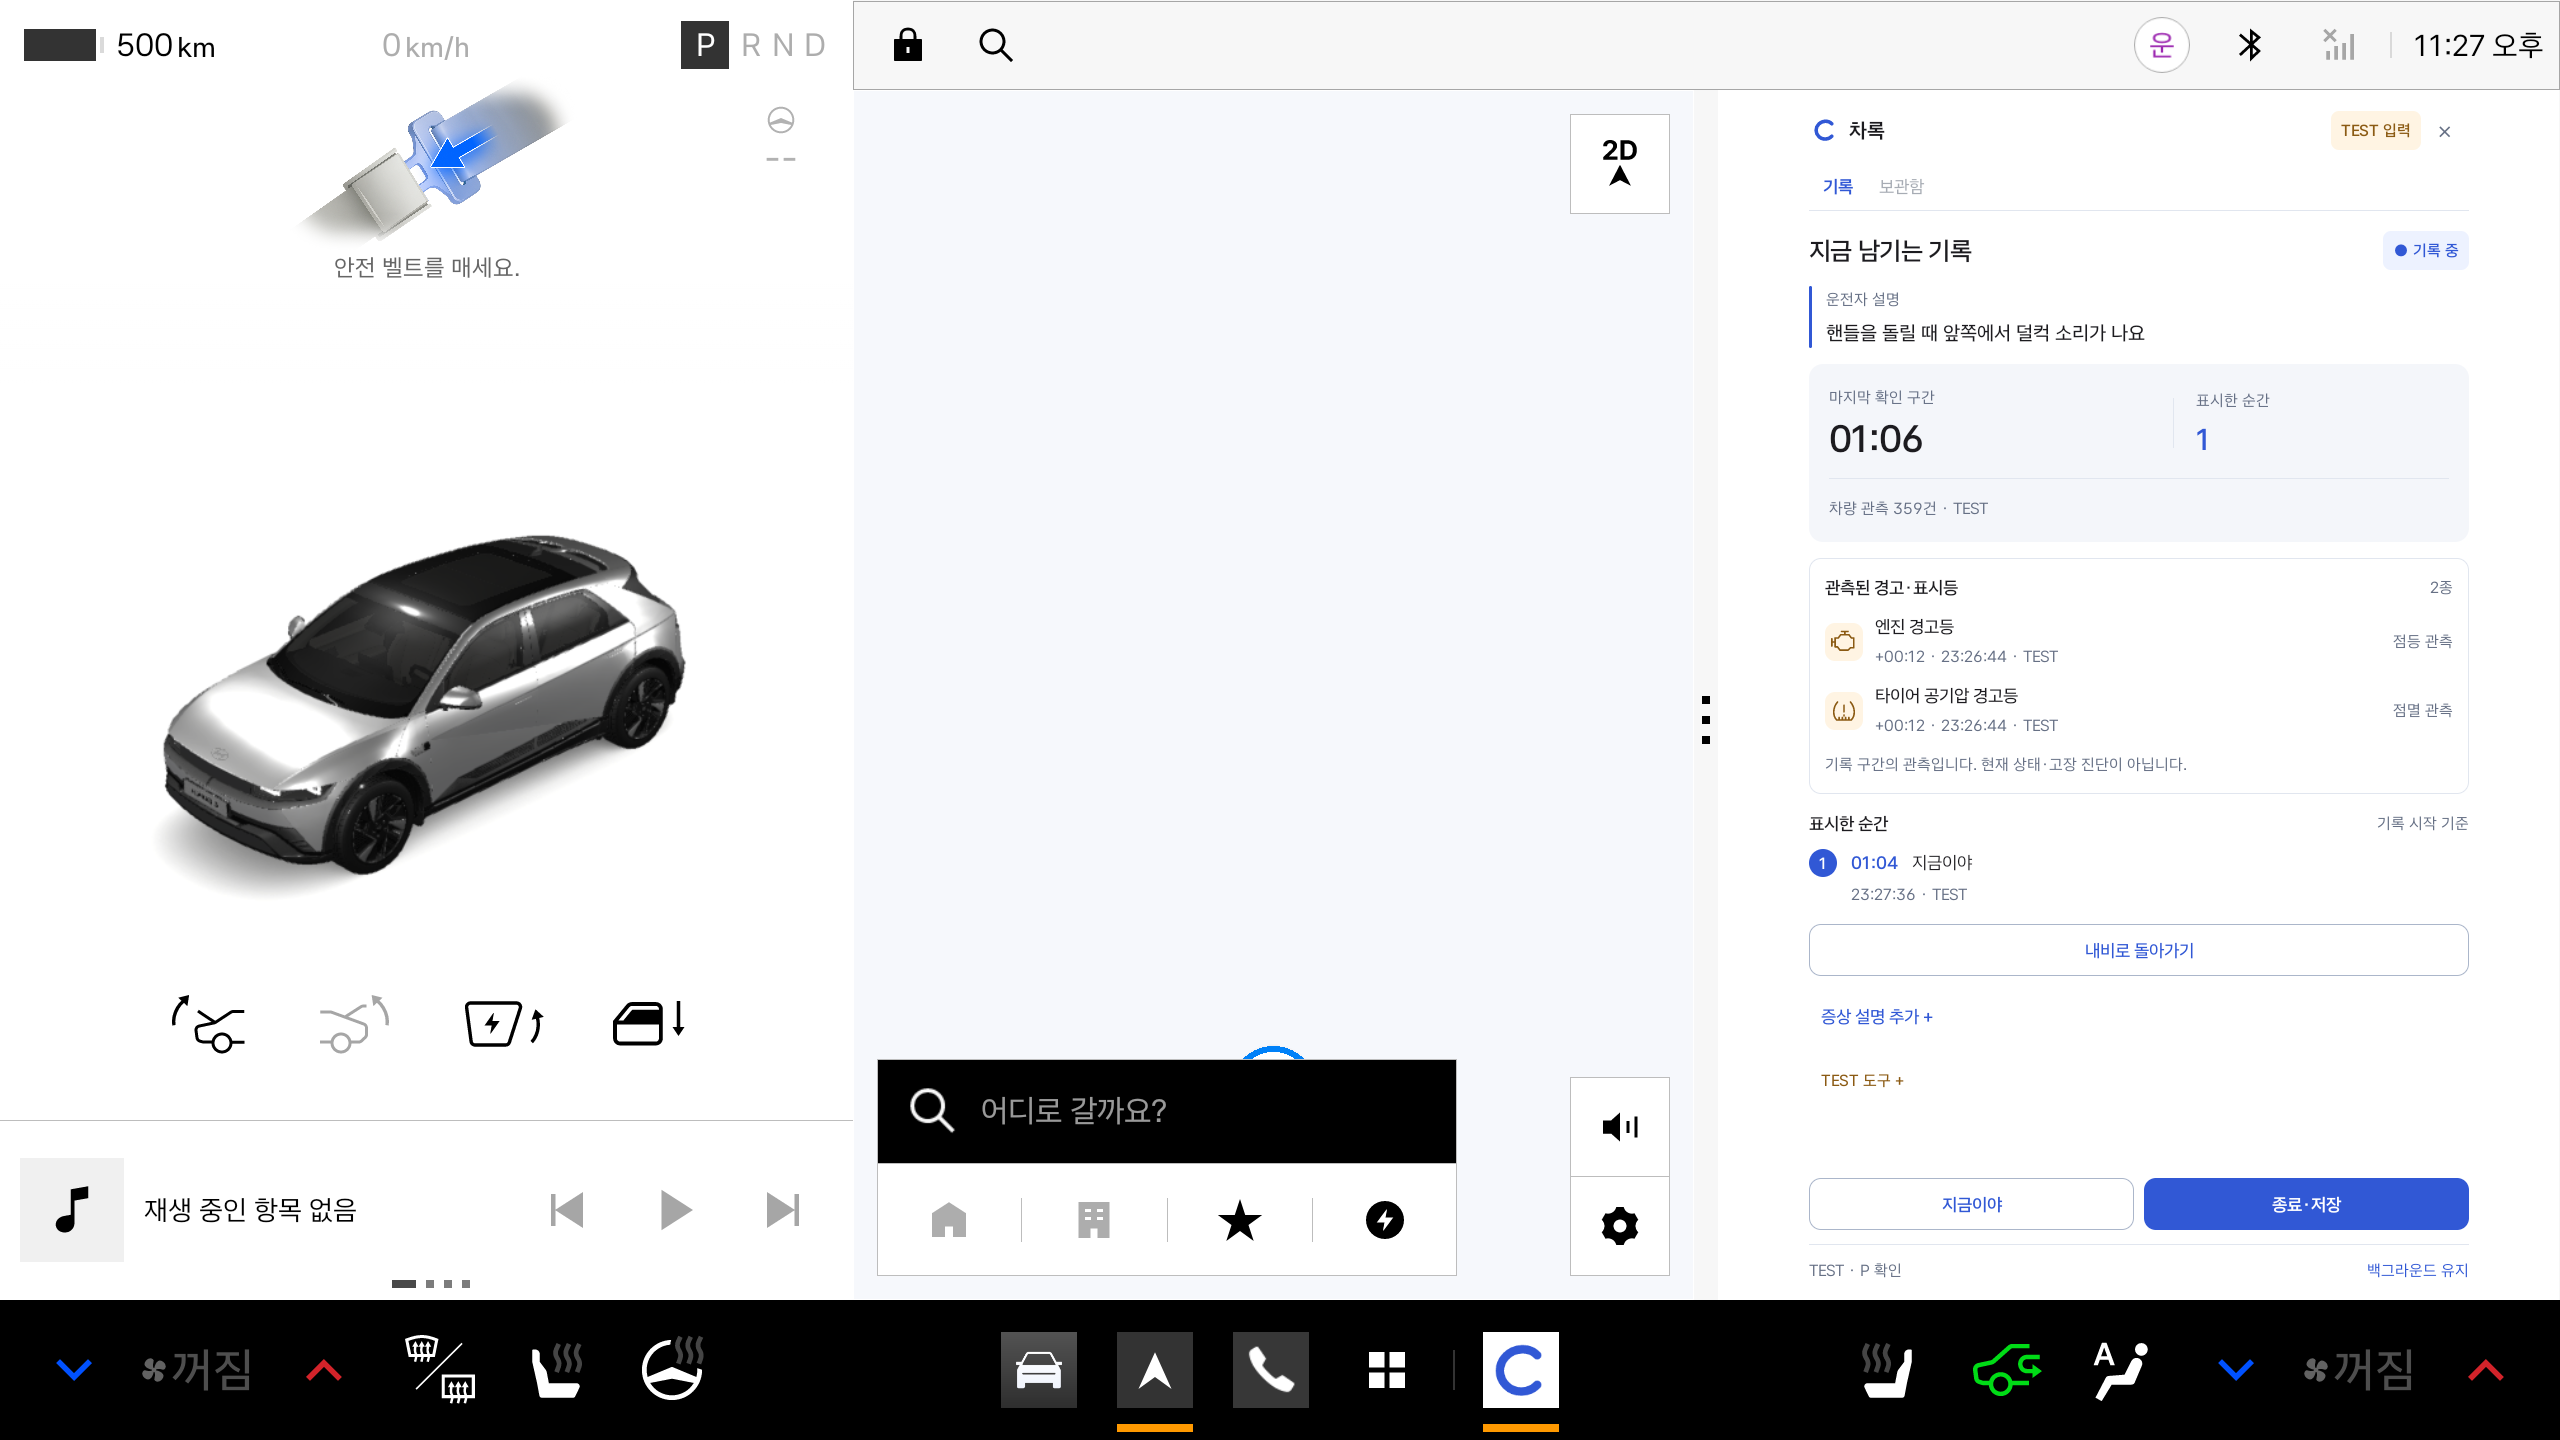 500 km
0 km/h
P R N D
안전 벨트를 매세요.
재생 중인 항목 없음
운
11:27 오후
2D
어디로 갈까요?
차록
TEST 입력
기록 보관함
지금 남기는 기록
기록 중
운전자 설명
핸들을 돌릴 때 앞쪽에서 덜컥 소리가 나요
마지막 확인 구간
01:06
표시한 순간
1
차량 관측 359건 · TEST
관측된 경고·표시등
2종
엔진 경고등
+00:12 · 23:26:44 · TEST
점등 관측
타이어 공기압 경고등
+00:12 · 23:26:44 · TEST
점멸 관측
기록 구간의 관측입니다. 현재 상태·고장 진단이 아닙니다.
표시한 순간
기록 시작 기준
1 01:04 지금이야
23:27:36 · TEST
내비로 돌아가기
증상 설명 추가 +
TEST 도구 +
지금이야
종료·저장
TEST · P 확인
백그라운드 유지
꺼짐
A
꺼짐